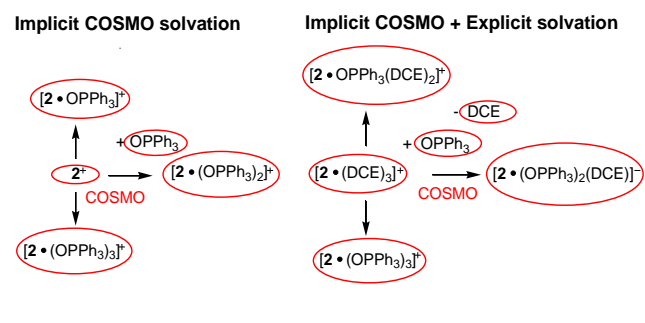 Implicit COSMO solvation
[2 • OPPh₃]⁺
+ OPPh₃
2⁺
[2 • (OPPh₃)₂]⁺
COSMO
[2 • (OPPh₃)₃]⁺
Implicit COSMO + Explicit solvation
[2 • OPPh₃(DCE)₂]⁺
- DCE
+ OPPh₃
[2 • (DCE)₃]⁺
[2 • (OPPh₃)₂(DCE)]⁻
COSMO
[2 • (OPPh₃)₃]⁺